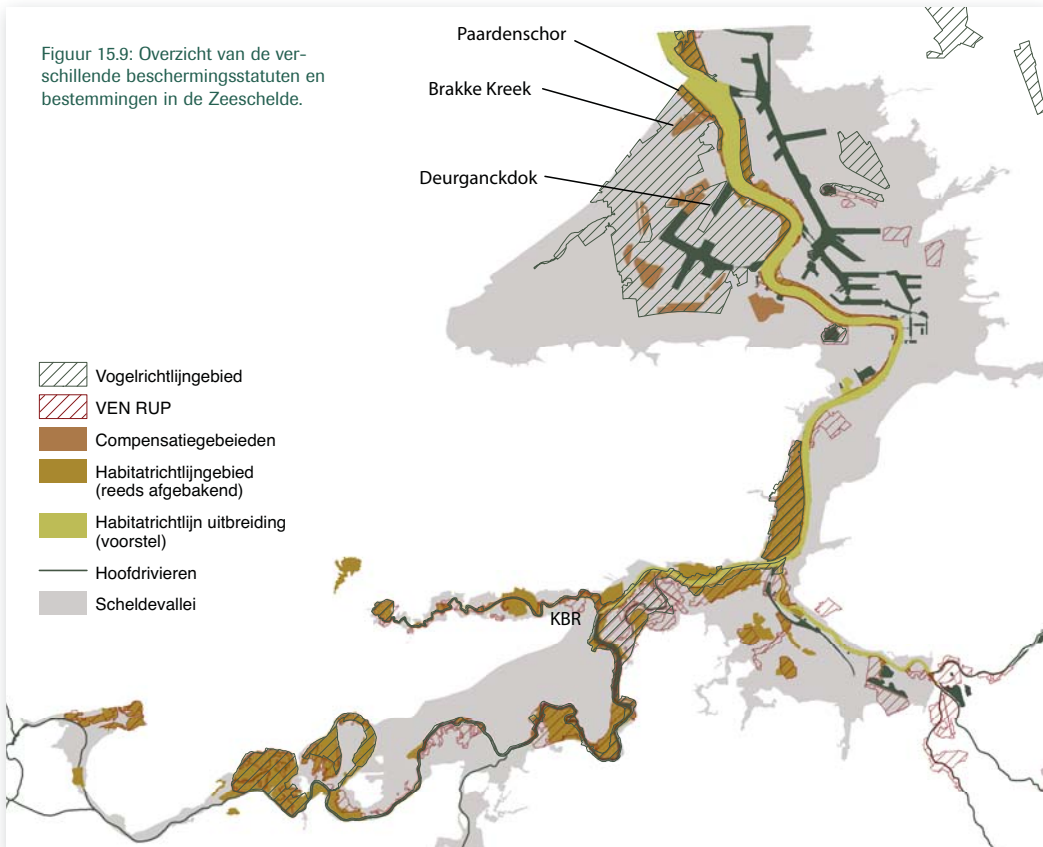 Figuur 15.9: Overzicht van de ver-
schillende beschermingsstatuten en
bestemmingen in de Zeeschelde.
Paardenschor
Brakke Kreek
Deurganckdok
Vogelrichtlijngebied
VEN RUP
Compensatiegebeieden
Habitatrichtlijngebied
(reeds afgebakend)
Habitatrichtlijn uitbreiding
(voorstel)
Hoofdrivieren
Scheldevallei
KBR